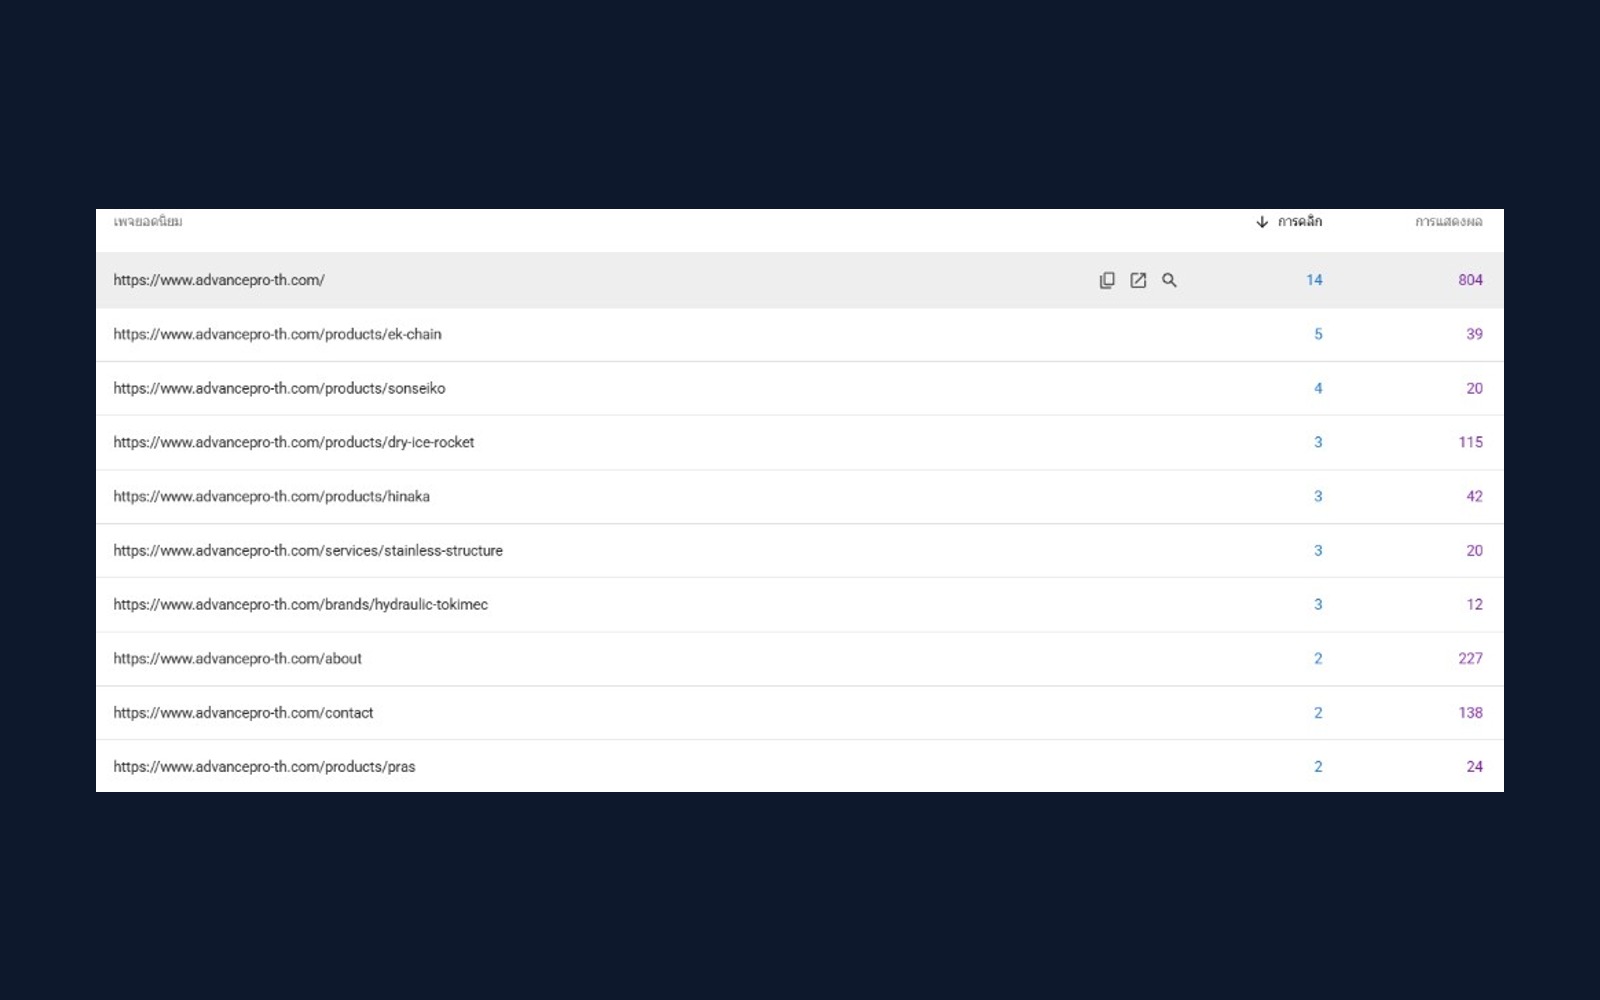 เพจยอดนิยม ↓ การคลิก การแสดงผล
https://www.advancepro-th.com/ 14 804
https://www.advancepro-th.com/products/ek-chain 5 39
https://www.advancepro-th.com/products/sonseiko 4 20
https://www.advancepro-th.com/products/dry-ice-rocket 3 115
https://www.advancepro-th.com/products/hinaka 3 42
https://www.advancepro-th.com/services/stainless-structure 3 20
https://www.advancepro-th.com/brands/hydraulic-tokimec 3 12
https://www.advancepro-th.com/about 2 227
https://www.advancepro-th.com/contact 2 138
https://www.advancepro-th.com/products/pras 2 24